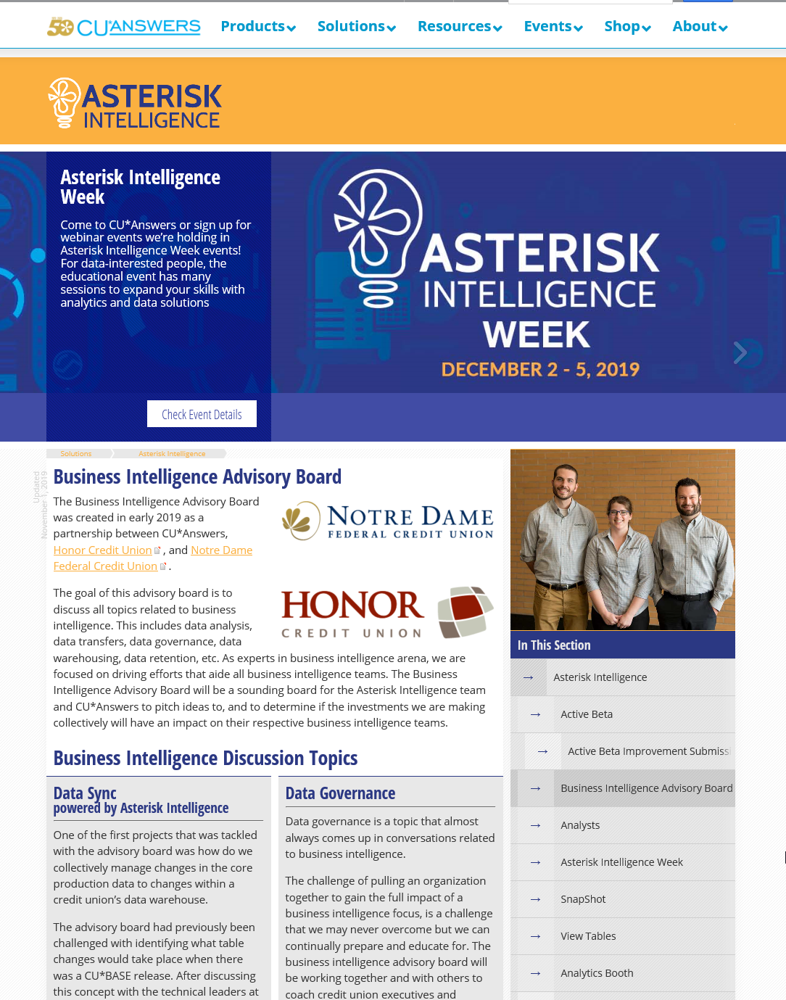 50 CU*ANSWERS
Products
Solutions
Resources
Events
Shop
About
ASTERISK
INTELLIGENCE
Asterisk Intelligence
Week
Come to CU*Answers or sign up for
webinar events we’re holding in
Asterisk Intelligence Week events!
For data-interested people, the
educational event has many
sessions to expand your skills with
analytics and data solutions
Check Event Details
ASTERISK
INTELLIGENCE
WEEK
DECEMBER 2 - 5, 2019
Solutions
Asterisk Intelligence
Updated
November 1, 2019
Business Intelligence Advisory Board
The Business Intelligence Advisory Board
was created in early 2019 as a
partnership between CU*Answers,
Honor Credit Union, and Notre Dame
Federal Credit Union.
NOTRE DAME
FEDERAL CREDIT UNION
The goal of this advisory board is to
discuss all topics related to business
intelligence. This includes data analysis,
data transfers, data governance, data
warehousing, data retention, etc. As experts in business intelligence arena, we are
focused on driving efforts that aide all business intelligence teams. The Business
Intelligence Advisory Board will be a sounding board for the Asterisk Intelligence team
and CU*Answers to pitch ideas to, and to determine if the investments we are making
collectively will have an impact on their respective business intelligence teams.
HONOR
CREDIT UNION
Business Intelligence Discussion Topics
Data Sync
powered by Asterisk Intelligence
One of the first projects that was tackled
with the advisory board was how do we
collectively manage changes in the core
production data to changes within a
credit union’s data warehouse.
The advisory board had previously been
challenged with identifying what table
changes would take place when there
was a CU*BASE release. After discussing
this concept with the technical leaders at
Data Governance
Data governance is a topic that almost
always comes up in conversations related
to business intelligence.
The challenge of pulling an organization
together to gain the full impact of a
business intelligence focus, is a challenge
that we may never overcome but we can
continually prepare and educate for. The
business intelligence advisory board will
be working together and with others to
coach credit union executives and
In This Section
→ Asterisk Intelligence
→ Active Beta
→ Active Beta Improvement Submiss
→ Business Intelligence Advisory Board
→ Analysts
→ Asterisk Intelligence Week
→ SnapShot
→ View Tables
→ Analytics Booth